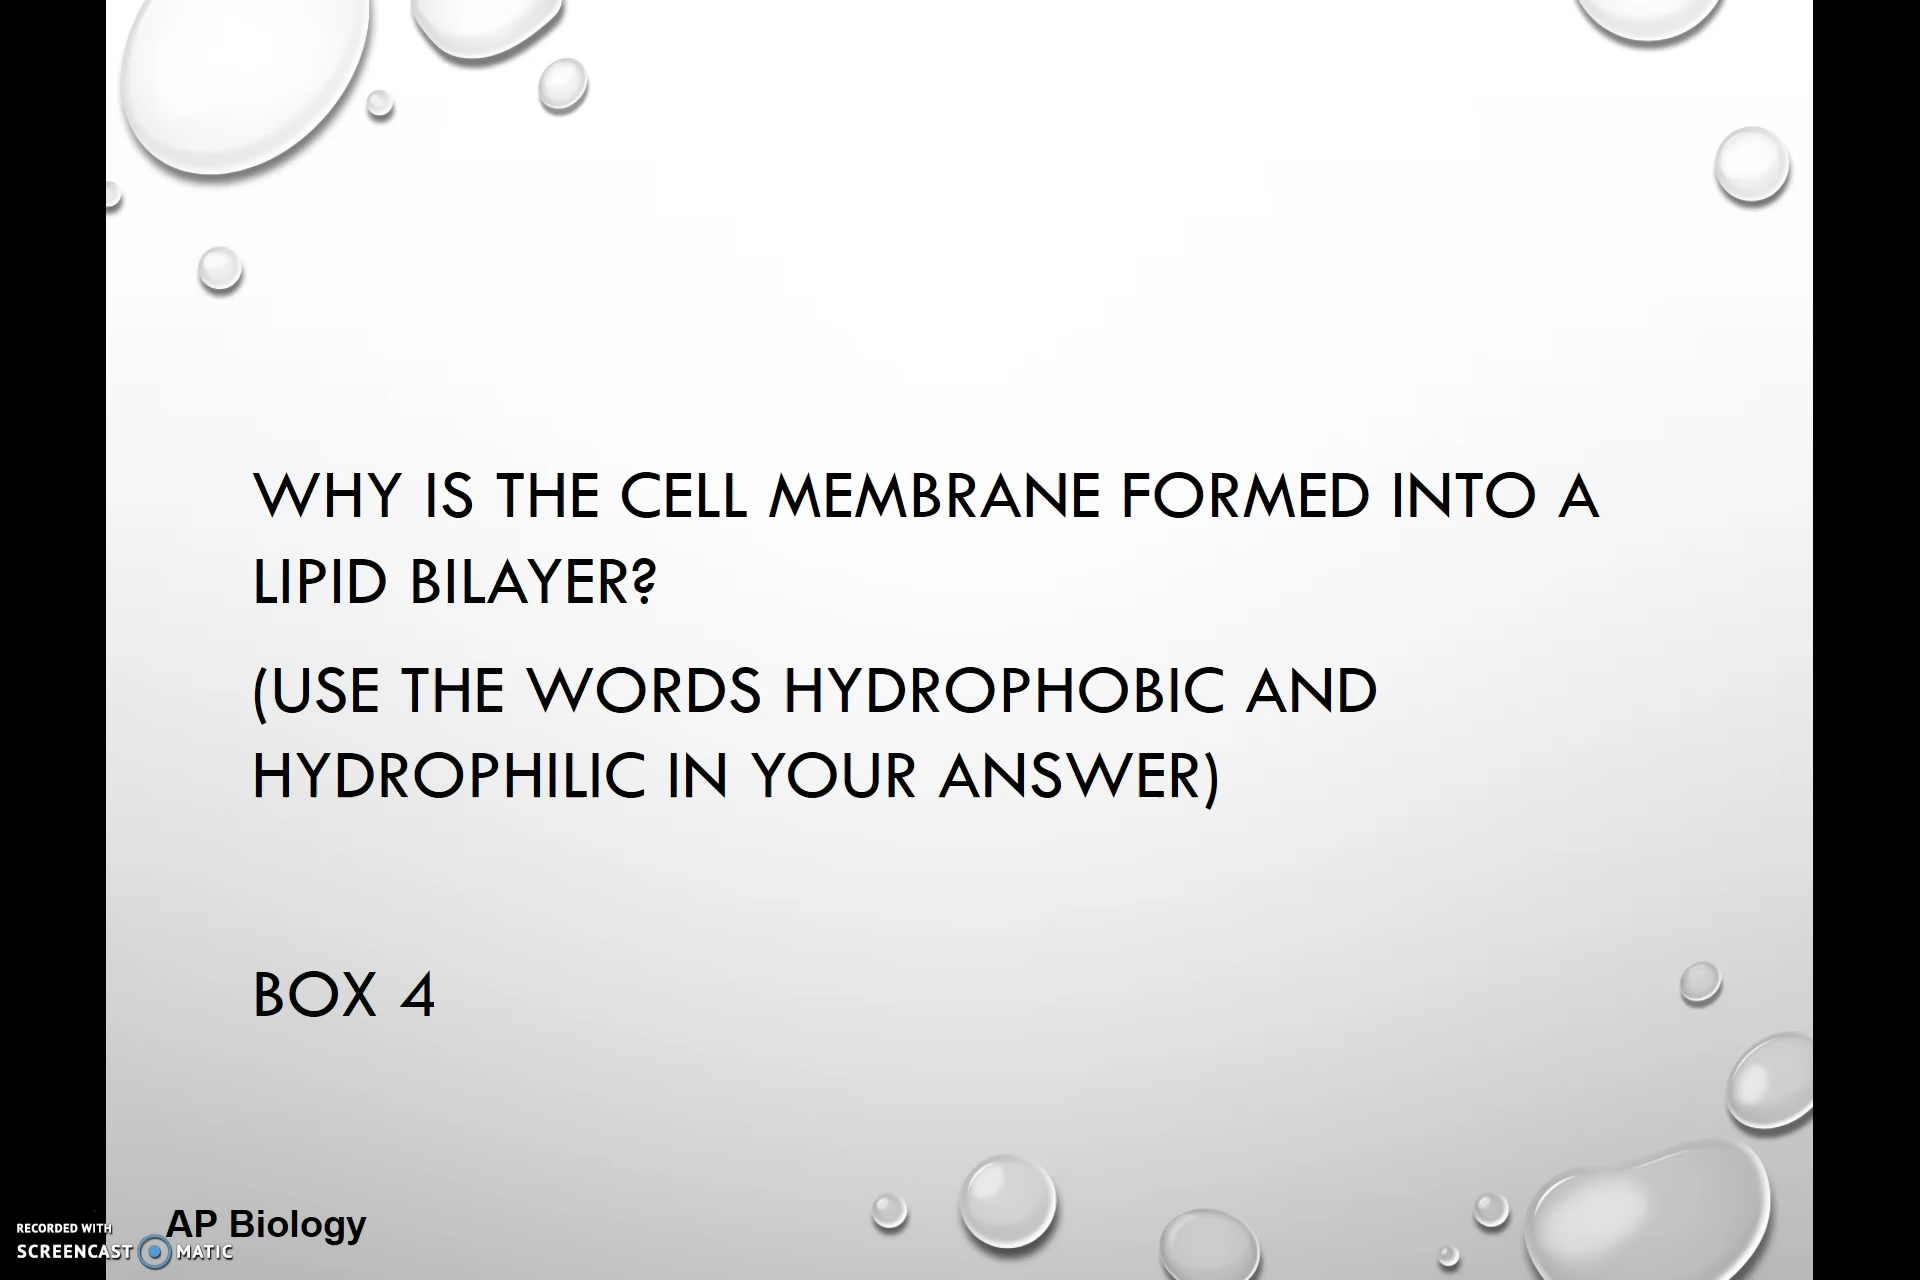 WHY IS THE CELL MEMBRANE FORMED INTO A
LIPID BILAYER?
(USE THE WORDS HYDROPHOBIC AND
HYDROPHILIC IN YOUR ANSWER)
BOX 4
AP Biology
RECORDED WITH
SCREENCAST MATIC